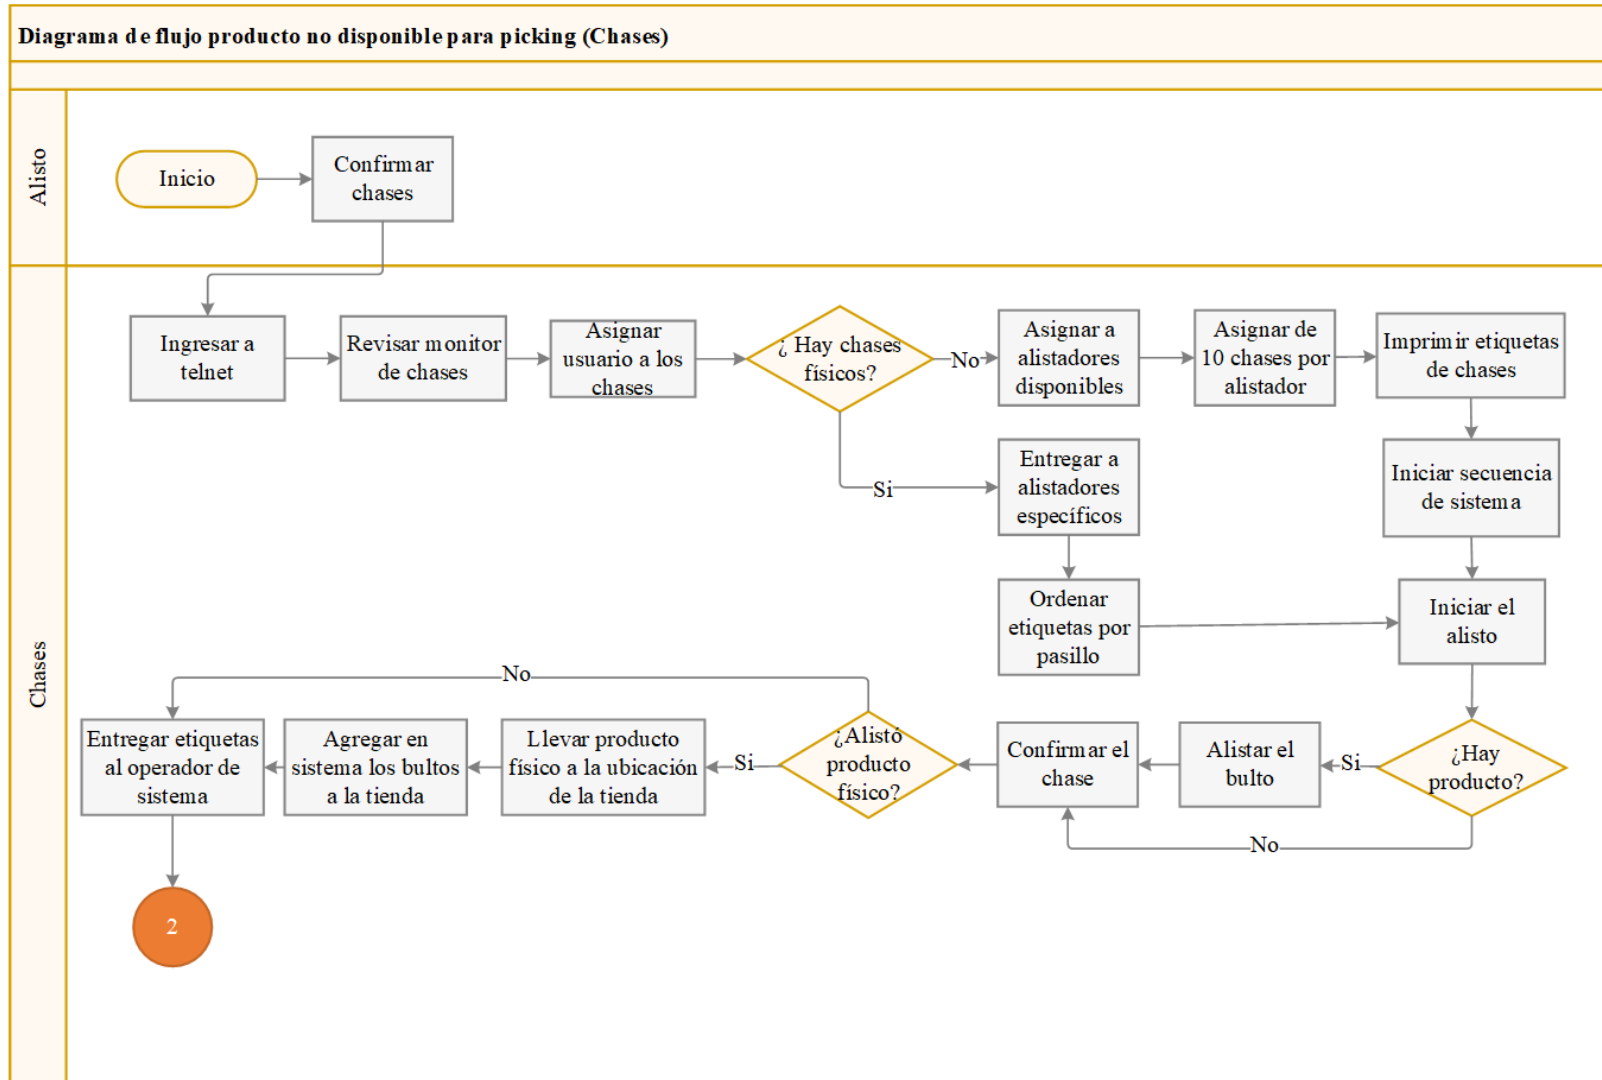 Diagrama de flujo producto no disponible para picking (Chases)
Alisto
Inicio
Confirmar
chases
Chases
Ingresar a
telnet
Revisar monitor
de chases
Asignar
usuario a los
chases
¿ Hay chases
físicos?
No
Asignar a
alistadores
disponibles
Asignar de
10 chases por
alistador
Imprimir etiquetas
de chases
Si
Entregar a
alistadores
específicos
Iniciar secuencia
de sistema
Ordenar
etiquetas por
pasillo
Iniciar el
alisto
¿Hay
producto?
Si
No
Alistar el
bulto
Confirmar el
chase
¿Alistó
producto
físico?
Si
No
Llevar producto
físico a la ubicación
de la tienda
Agregar en
sistema los bultos
a la tienda
Entregar etiquetas
al operador de
sistema
2